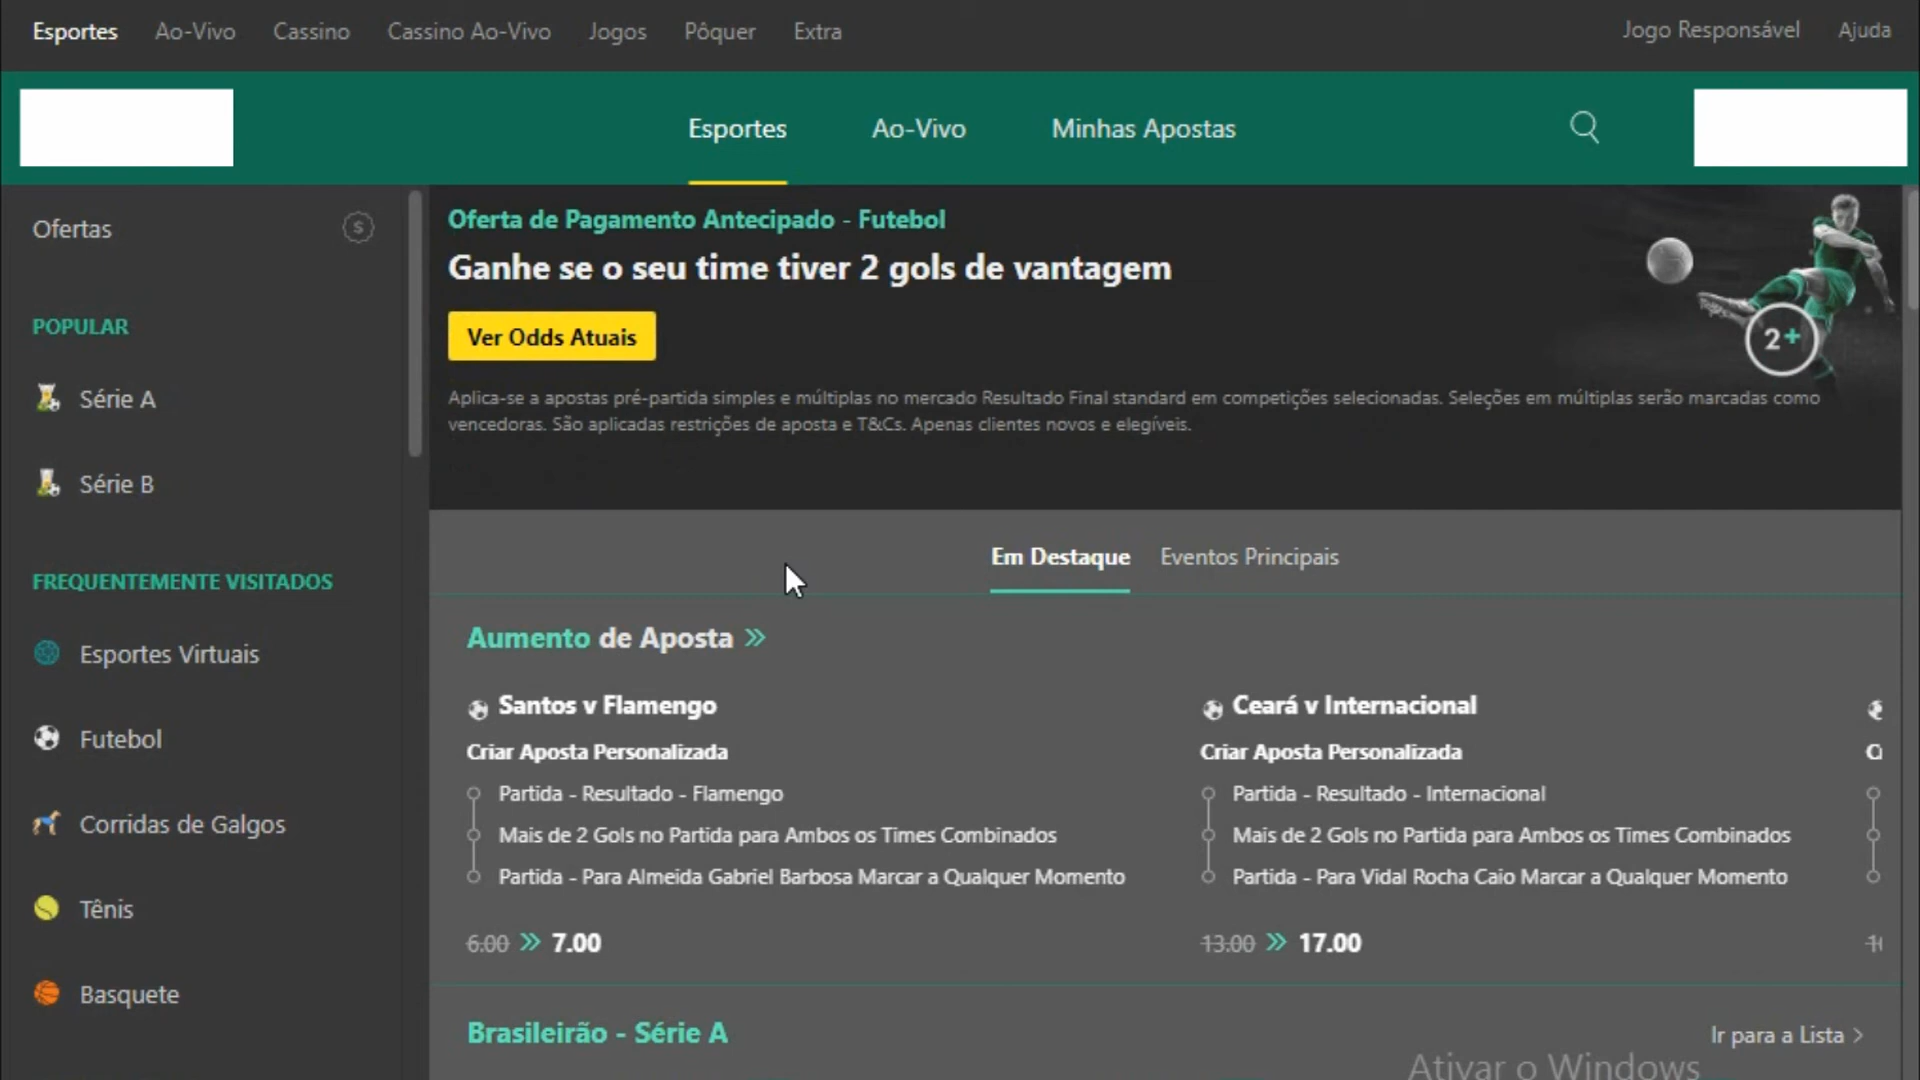 Esportes Ao-Vivo Cassino Cassino Ao-Vivo Jogos Pôquer Extra Jogo Responsável Ajuda
Esportes Ao-Vivo Minhas Apostas
Ofertas
POPULAR
Série A
Série B
FREQUENTEMENTE VISITADOS
Esportes Virtuais
Futebol
Corridas de Galgos
Tênis
Basquete
Oferta de Pagamento Antecipado - Futebol
Ganhe se o seu time tiver 2 gols de vantagem
Ver Odds Atuais
2+
Aplica-se a apostas pré-partida simples e múltiplas no mercado Resultado Final standard em competições selecionadas. Seleções em múltiplas serão marcadas como
vencedoras. São aplicadas restrições de aposta e T&Cs. Apenas clientes novos e elegíveis.
Em Destaque Eventos Principais
Aumento de Aposta
Santos v Flamengo
Criar Aposta Personalizada
Partida - Resultado - Flamengo
Mais de 2 Gols no Partida para Ambos os Times Combinados
Partida - Para Almeida Gabriel Barbosa Marcar a Qualquer Momento
6.00 7.00
Ceará v Internacional
Criar Aposta Personalizada
Partida - Resultado - Internacional
Mais de 2 Gols no Partida para Ambos os Times Combinados
Partida - Para Vidal Rocha Caio Marcar a Qualquer Momento
13.00 17.00
Brasileirão - Série A
Ir para a Lista
Ativar o Windows